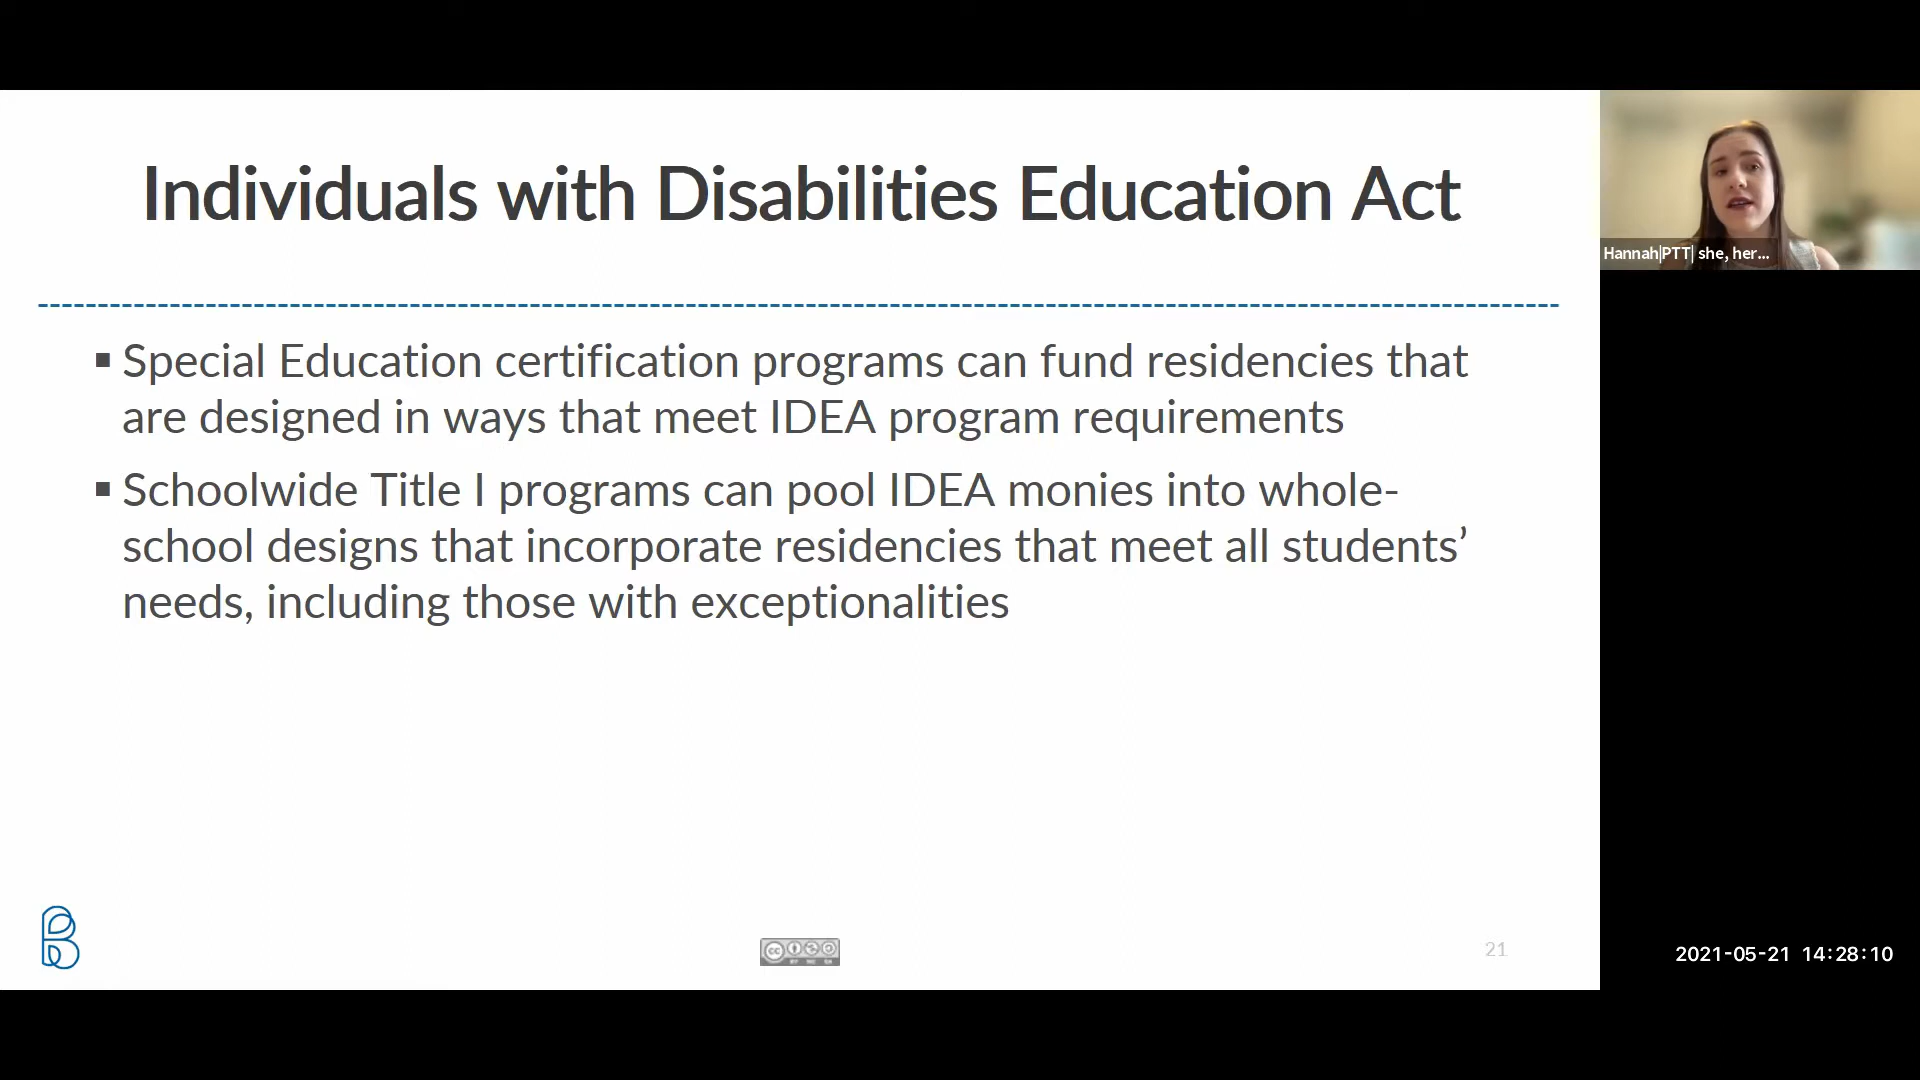 Individuals with Disabilities Education Act
Hannah|PTT| she, her...
▪ Special Education certification programs can fund residencies that
are designed in ways that meet IDEA program requirements
▪ Schoolwide Title I programs can pool IDEA monies into whole-
school designs that incorporate residencies that meet all students’
needs, including those with exceptionalities
cc
21
2021-05-21 14:28:10